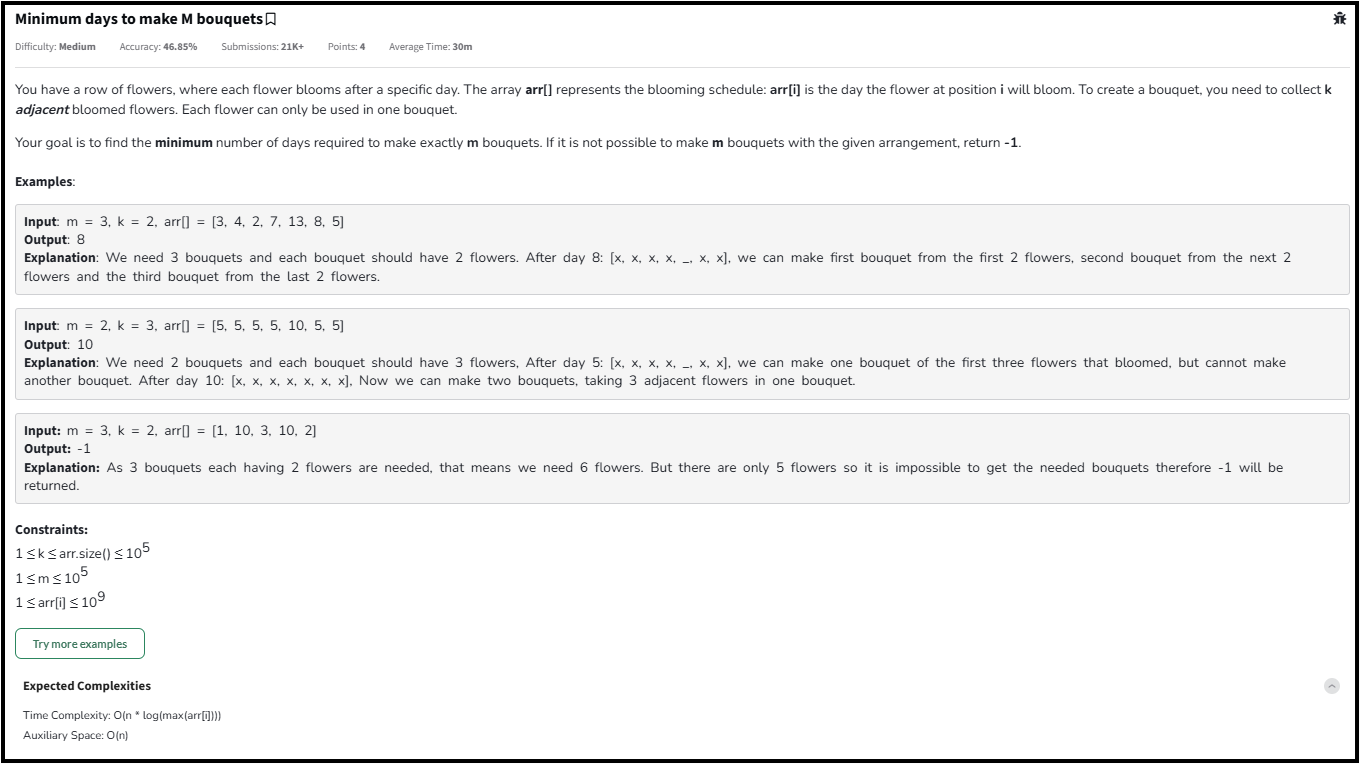 Minimum days to make M bouquets
Difficulty: Medium Accuracy: 46.85% Submissions: 21K+ Points: 4 Average Time: 30m
You have a row of flowers, where each flower blooms after a specific day. The array arr[] represents the blooming schedule: arr[i] is the day the flower at position i will bloom. To create a bouquet, you need to collect k
adjacent bloomed flowers. Each flower can only be used in one bouquet.
Your goal is to find the minimum number of days required to make exactly m bouquets. If it is not possible to make m bouquets with the given arrangement, return -1.
Examples:
Input: m = 3, k = 2, arr[] = [3, 4, 2, 7, 13, 8, 5]
Output: 8
Explanation: We need 3 bouquets and each bouquet should have 2 flowers. After day 8: [x, x, x, x, _, x, x], we can make first bouquet from the first 2 flowers, second bouquet from the next 2
flowers and the third bouquet from the last 2 flowers.
Input: m = 2, k = 3, arr[] = [5, 5, 5, 5, 10, 5, 5]
Output: 10
Explanation: We need 2 bouquets and each bouquet should have 3 flowers, After day 5: [x, x, x, x, _, x, x], we can make one bouquet of the first three flowers that bloomed, but cannot make
another bouquet. After day 10: [x, x, x, x, x, x, x], Now we can make two bouquets, taking 3 adjacent flowers in one bouquet.
Input: m = 3, k = 2, arr[] = [1, 10, 3, 10, 2]
Output: -1
Explanation: As 3 bouquets each having 2 flowers are needed, that means we need 6 flowers. But there are only 5 flowers so it is impossible to get the needed bouquets therefore -1 will be
returned.
Constraints:
1 ≤ k ≤ arr.size() ≤ 10⁵
1 ≤ m ≤ 10⁵
1 ≤ arr[i] ≤ 10⁹
Try more examples
Expected Complexities
Time Complexity: O(n * log(max(arr[i])))
Auxiliary Space: O(n)